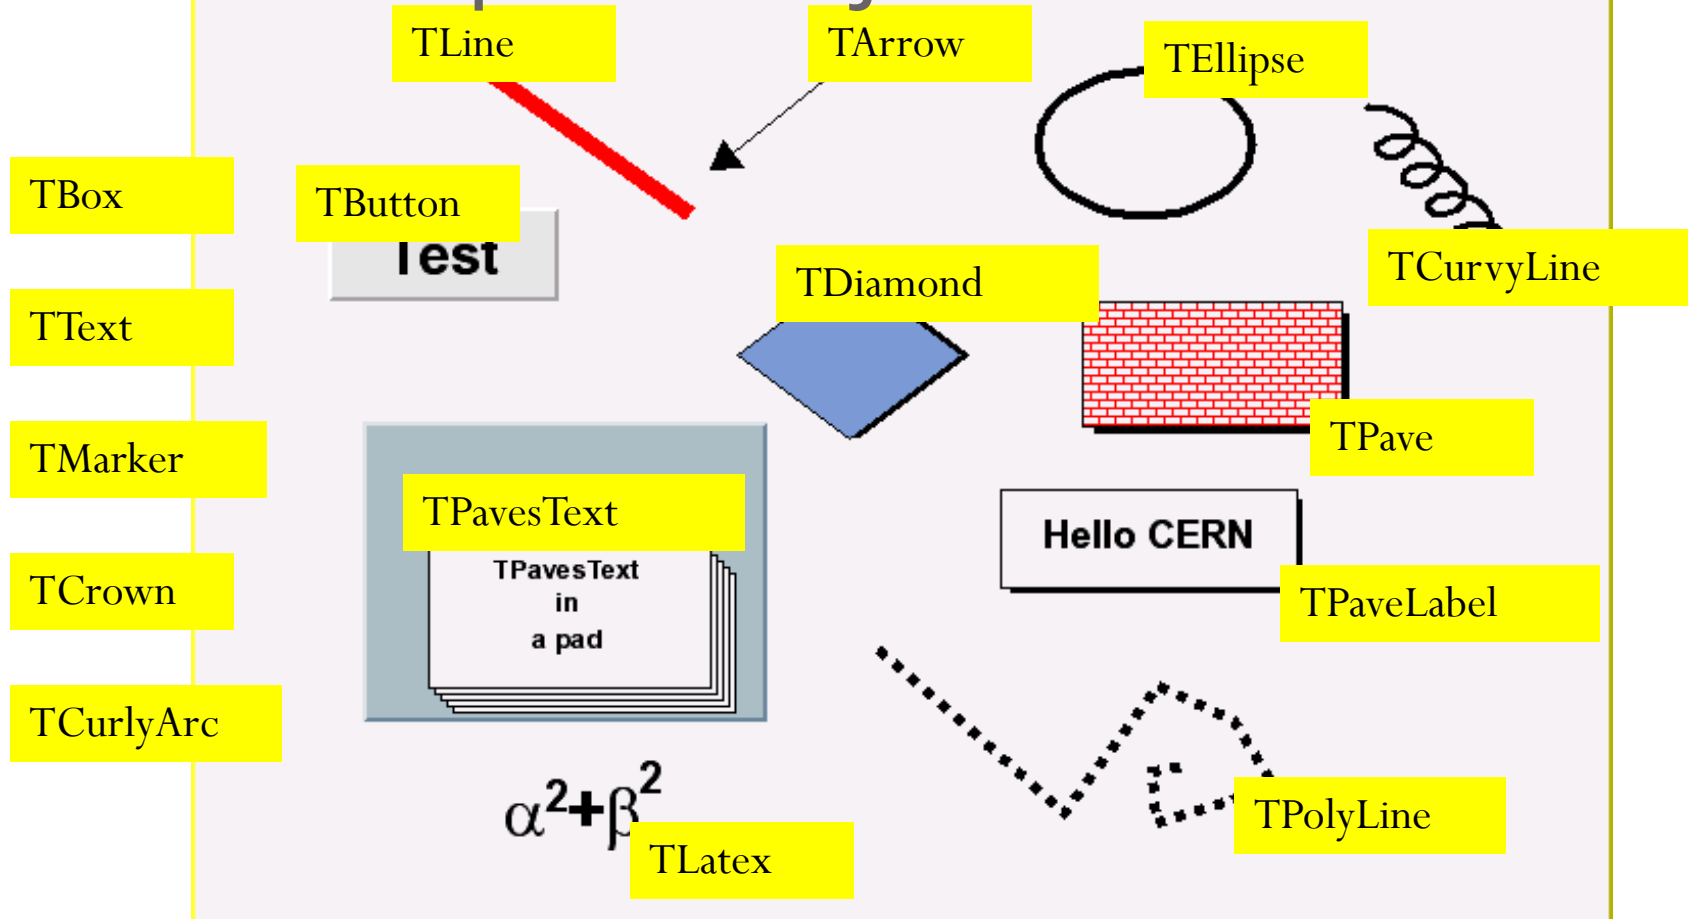 TLine
TArrow
TEllipse
TBox
TButton
Test
TCurvyLine
TDiamond
TText
TPave
TMarker
TPavesText
Hello CERN
TPavesText
in
a pad
TCrown
TPaveLabel
TCurlyArc
α²+β²
TPolyLine
TLatex